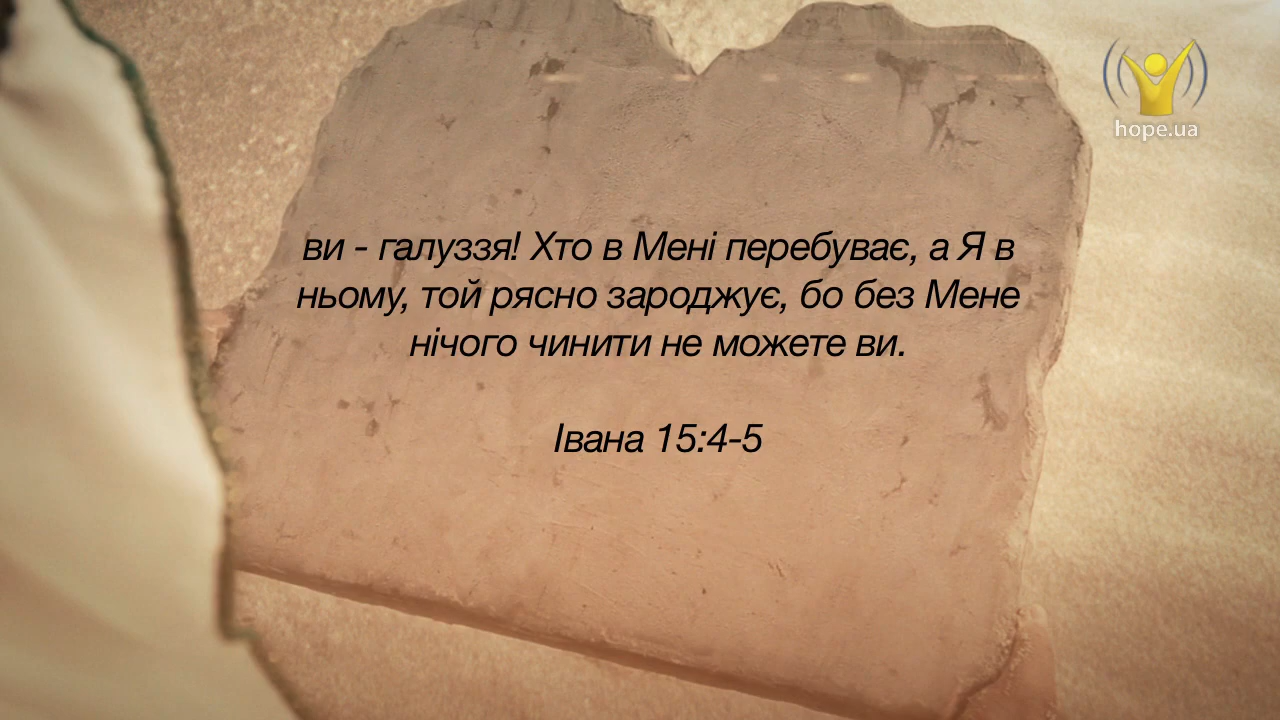 hope.ua
ви - галуззя! Хто в Мені перебуває, а Я в
ньому, той рясно зароджує, бо без Мене
нічого чинити не можете ви.
Івана 15:4-5